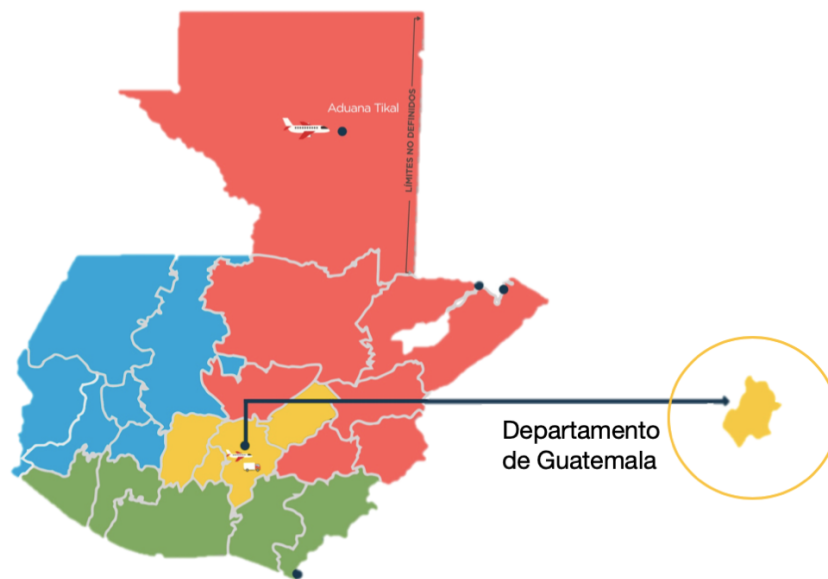 Aduana Tikal
LÍMITES NO DEFINIDOS
Departamento
de Guatemala